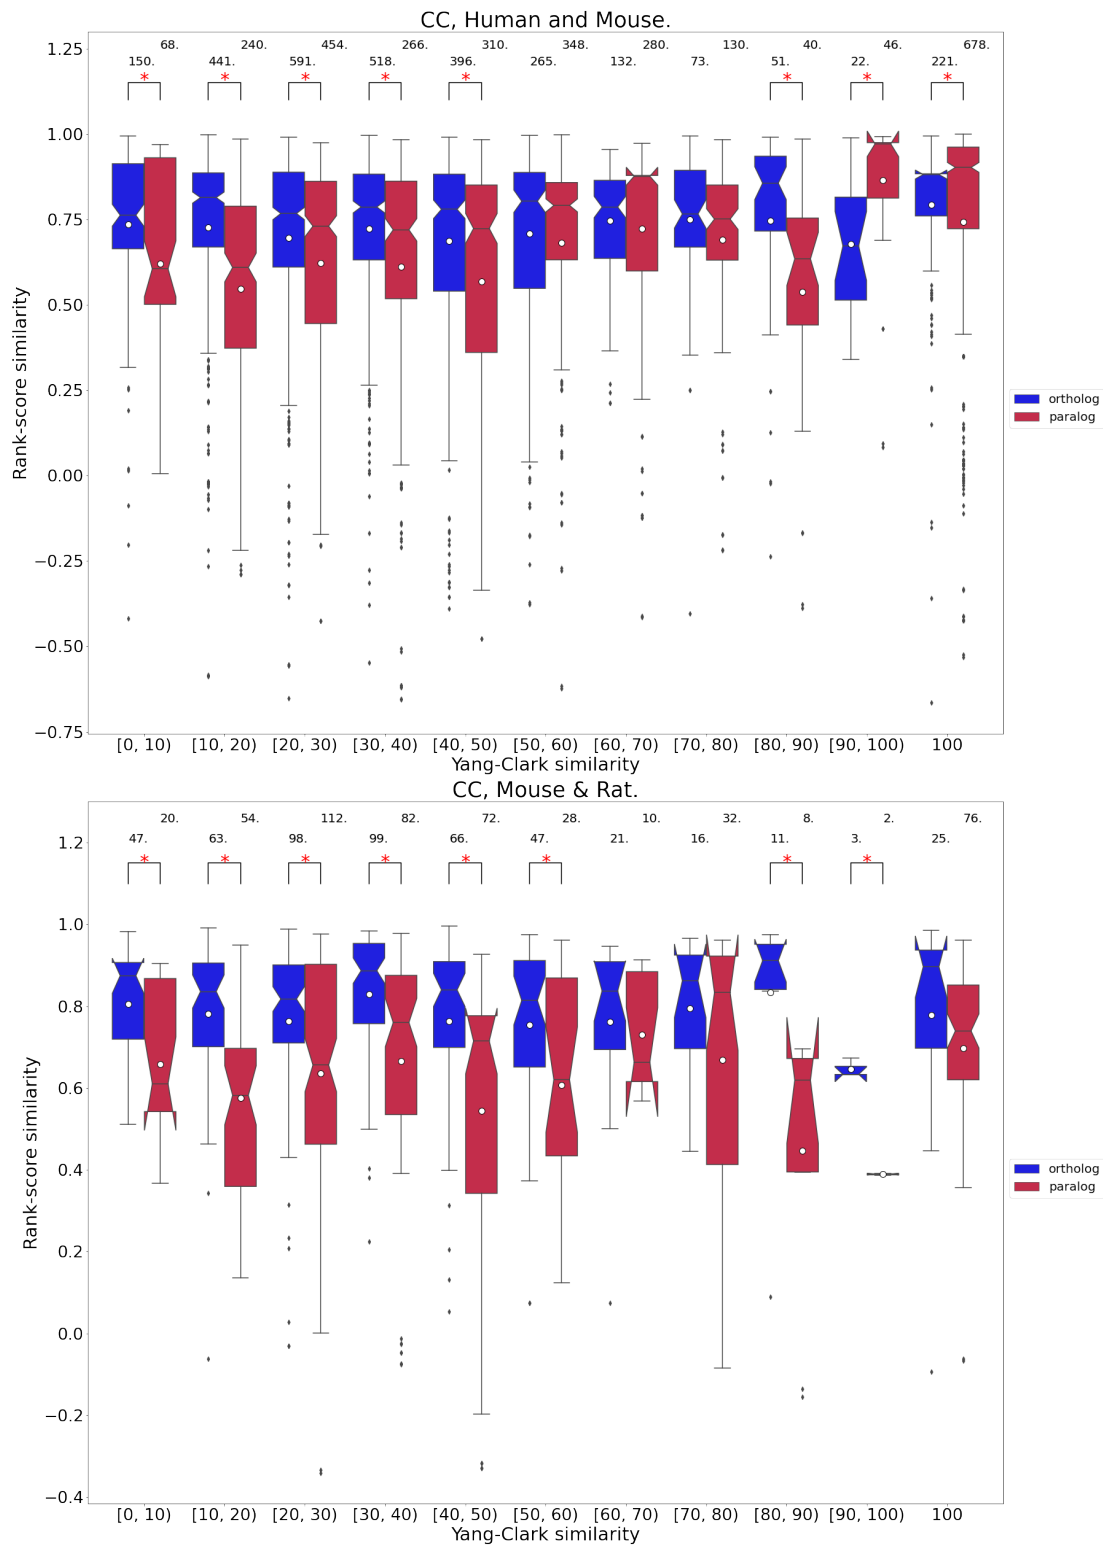 CC, Human and Mouse.
68. 240. 454. 266. 310. 348. 280. 130. 40. 46. 678.
150. 441. 591. 518. 396. 265. 132. 73. 51. 22. 221.
* * * * * * * *
1.25
1.00
0.75
0.50
0.25
0.00
−0.25
−0.50
−0.75
Rank-score similarity
ortholog
paralog
[0, 10) [10, 20) [20, 30) [30, 40) [40, 50) [50, 60) [60, 70) [70, 80) [80, 90) [90, 100) 100
Yang-Clark similarity
CC, Mouse & Rat.
20. 54. 112. 82. 72. 28. 10. 32. 8. 2. 76.
47. 63. 98. 99. 66. 47. 21. 16. 11. 3. 25.
* * * * * * * *
1.2
1.0
0.8
0.6
0.4
0.2
0.0
−0.2
−0.4
Rank-score similarity
ortholog
paralog
[0, 10) [10, 20) [20, 30) [30, 40) [40, 50) [50, 60) [60, 70) [70, 80) [80, 90) [90, 100) 100
Yang-Clark similarity